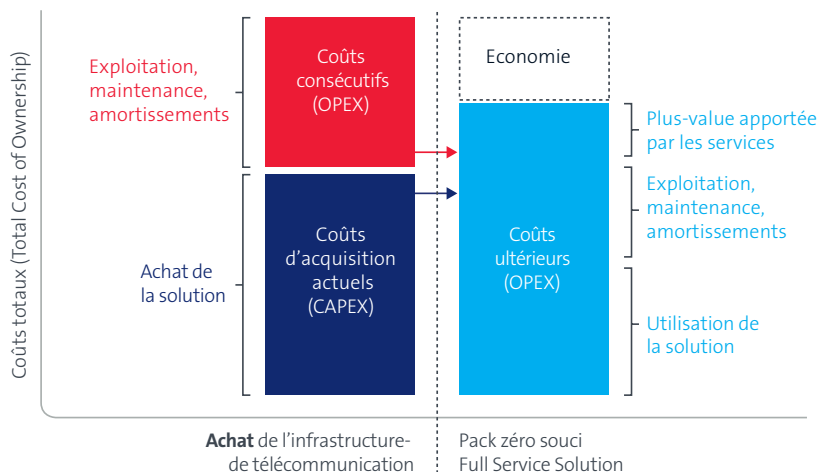 Coûts totaux (Total Cost of Ownership)
Exploitation,
maintenance,
amortissements
Achat de
la solution
Coûts
consécutifs
(OPEX)
Coûts
d’acquisition
actuels
(CAPEX)
Economie
Coûts
ultérieurs
(OPEX)
Plus-value apportée
par les services
Exploitation,
maintenance,
amortissements
Utilisation de
la solution
Achat de l’infrastructure-
de télécommunication
Pack zéro souci
Full Service Solution